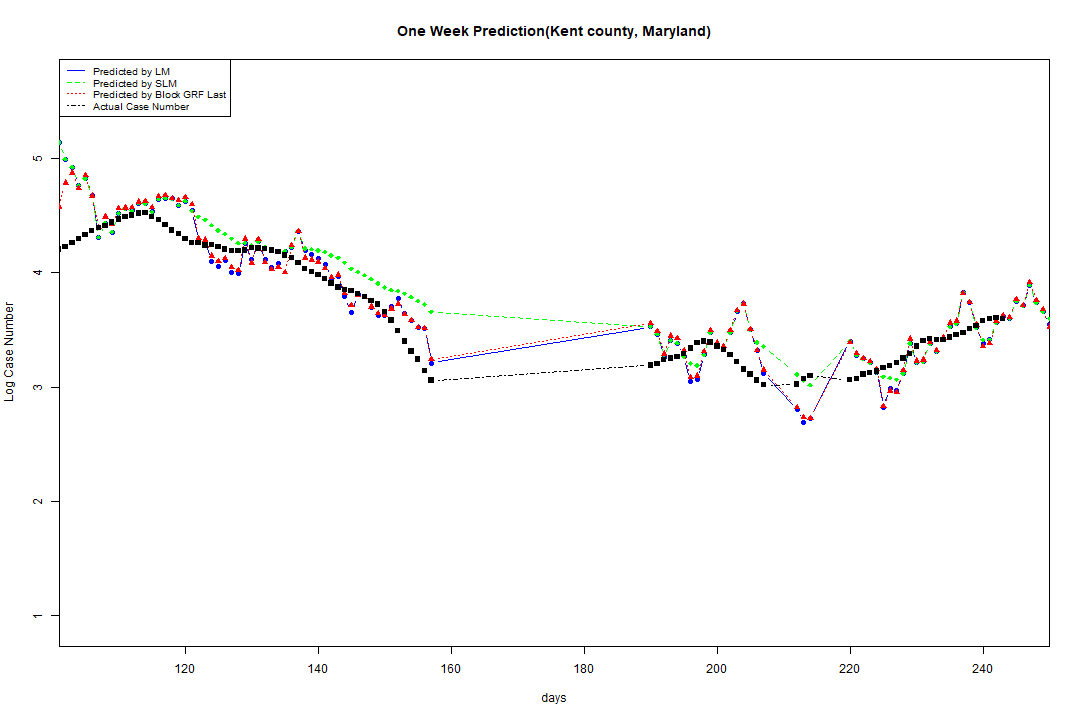 One Week Prediction(Kent county, Maryland)
Predicted by LM
Predicted by SLM
Predicted by Block GRF Last
Actual Case Number
Log Case Number
5
4
3
2
1
120 140 160 180 200 220 240
days